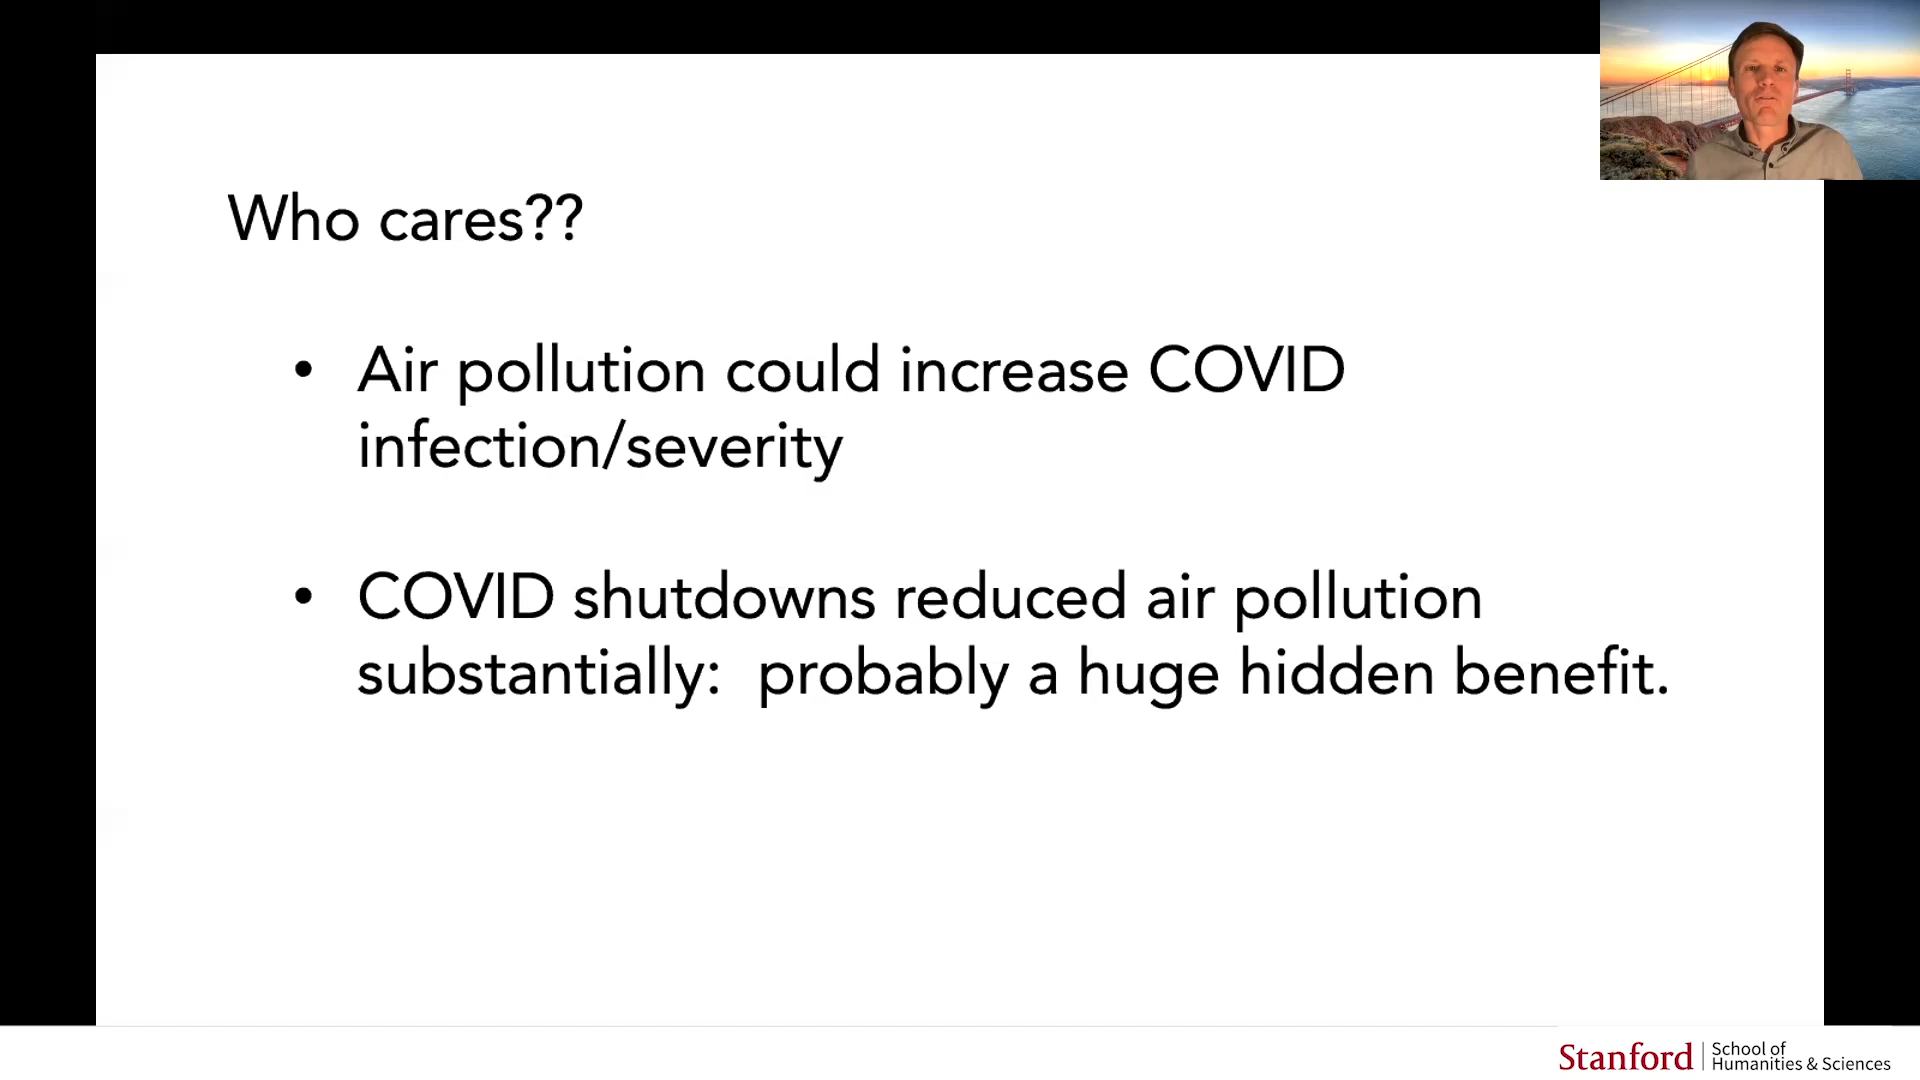 Who cares??
• Air pollution could increase COVID
infection/severity
• COVID shutdowns reduced air pollution
substantially: probably a huge hidden benefit.
Stanford
School of
Humanities & Sciences